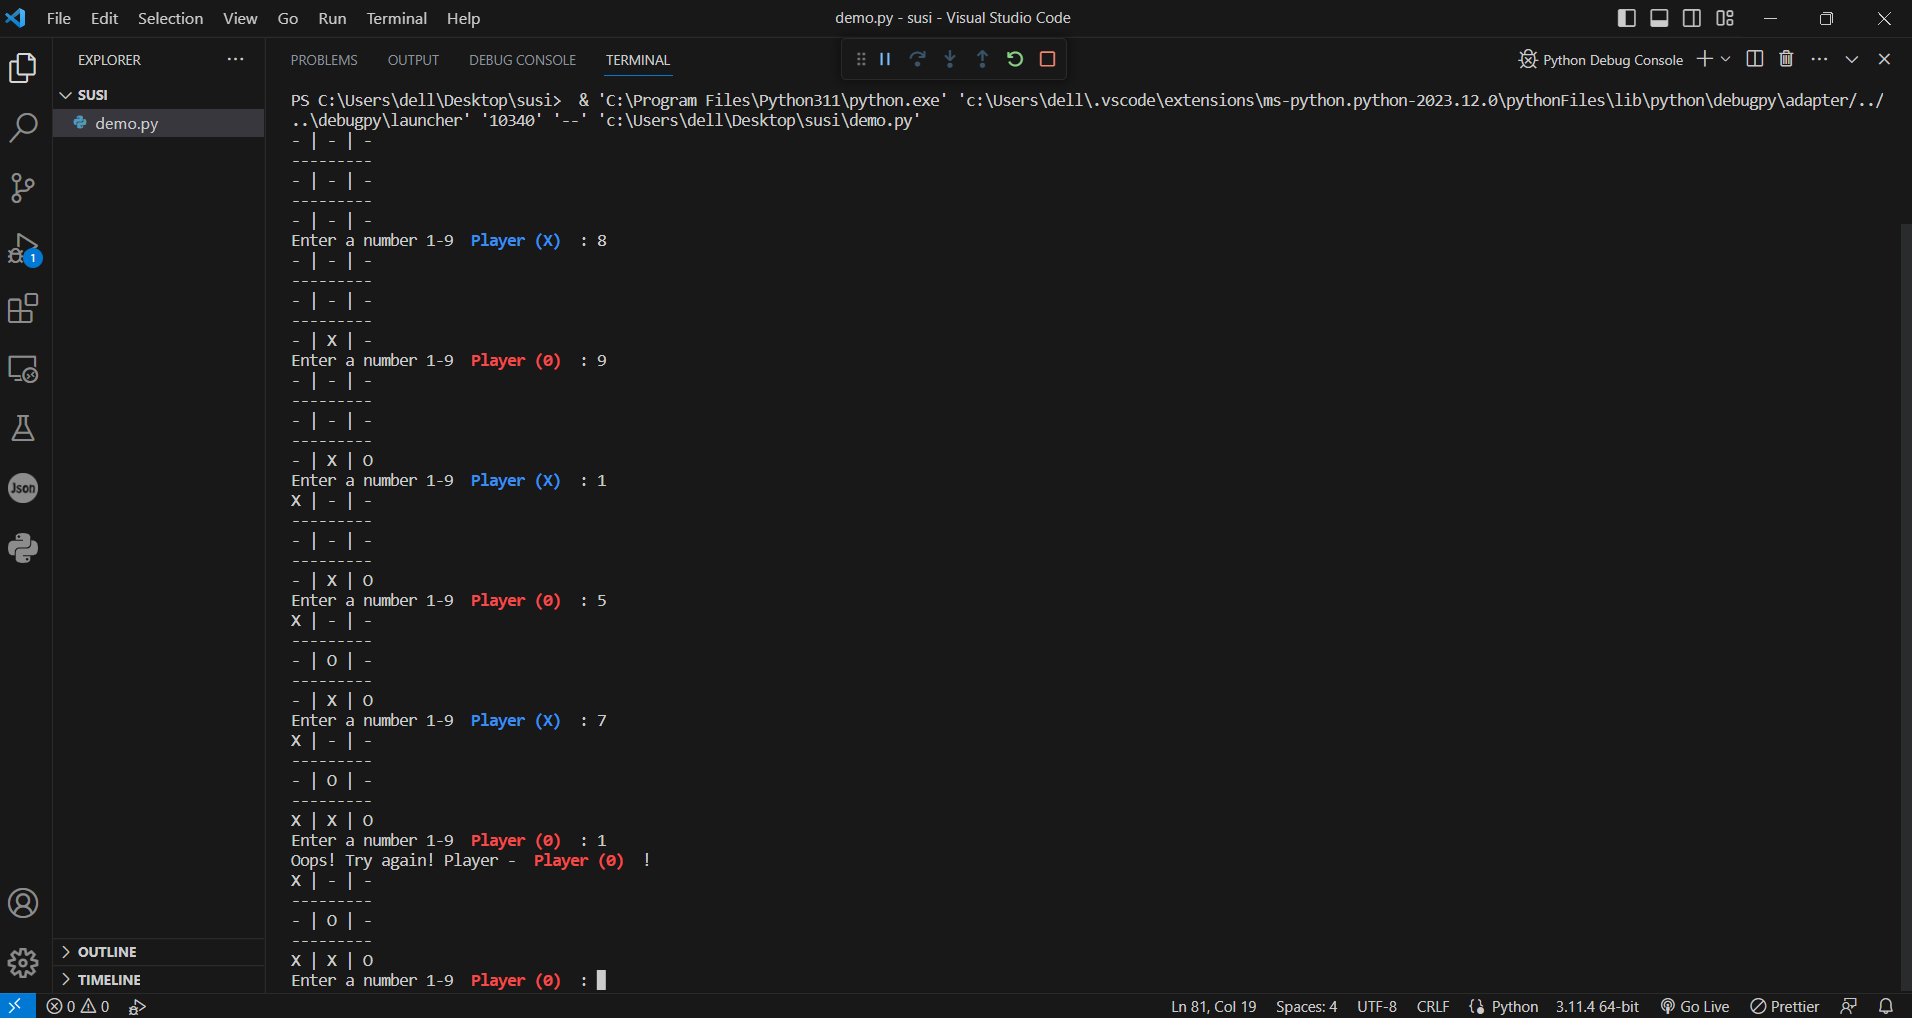 File Edit Selection View Go Run Terminal Help
demo.py - susi - Visual Studio Code
EXPLORER
SUSI
demo.py
OUTLINE
TIMELINE
1
Json
PROBLEMS OUTPUT DEBUG CONSOLE TERMINAL
Python Debug Console
PS C:\Users\dell\Desktop\susi>  & 'C:\Program Files\Python311\python.exe' 'c:\Users\dell\.vscode\extensions\ms-python.python-2023.12.0\pythonFiles\lib\python\debugpy\adapter/../
..\debugpy\launcher' '10340' '--' 'c:\Users\dell\Desktop\susi\demo.py'
- | - | -
---------
- | - | -
---------
- | - | -
Enter a number 1-9  Player (X)  : 8
- | - | -
---------
- | - | -
---------
- | X | -
Enter a number 1-9  Player (0)  : 9
- | - | -
---------
- | - | -
---------
- | X | O
Enter a number 1-9  Player (X)  : 1
X | - | -
---------
- | - | -
---------
- | X | O
Enter a number 1-9  Player (0)  : 5
X | - | -
---------
- | O | -
---------
- | X | O
Enter a number 1-9  Player (X)  : 7
X | - | -
---------
- | O | -
---------
X | X | O
Enter a number 1-9  Player (0)  : 1
Oops! Try again! Player -  Player (0)  !
X | - | -
---------
- | O | -
---------
X | X | O
Enter a number 1-9  Player (0)  :
0 0 Ln 81, Col 19 Spaces: 4 UTF-8 CRLF Python 3.11.4 64-bit Go Live Prettier